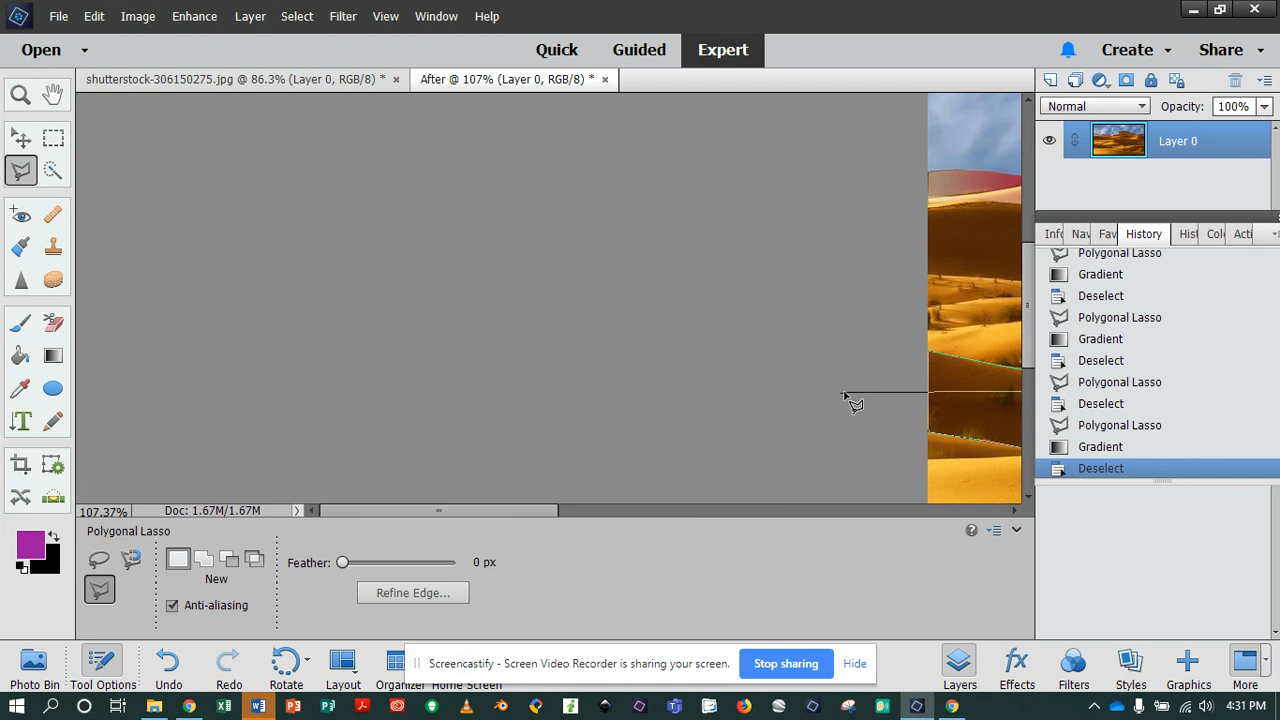 File Edit Image Enhance Layer Select Filter View Window Help
Open Quick Guided Expert Create Share
shutterstock-306150275.jpg @ 86.3% (Layer 0, RGB/8) * × After @ 107% (Layer 0, RGB/8) * ×
Normal Opacity: 100%
Layer 0
Info Nav Fav History Hist Colo Acti
Polygonal Lasso
Gradient
Deselect
Polygonal Lasso
Gradient
Deselect
Polygonal Lasso
Deselect
Polygonal Lasso
Gradient
Deselect
107.37% Doc: 1.67M/1.67M
Polygonal Lasso
New
Anti-aliasing
Feather: 0 px
Refine Edge...
Screencastify - Screen Video Recorder is sharing your screen. Stop sharing Hide
Photo Bin Tool Options Undo Redo Rotate Layout Organizer Home Screen Layers Effects Filters Styles Graphics More
4:31 PM